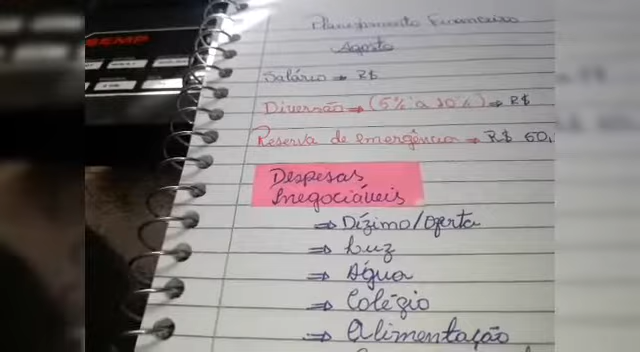 SEMP
Planejamento Financeiro
Agosto
Salário → R$
Diversão → (5% a 10%) → R$
Reserva de emergência → R$ 60,
Despesas
Inegociáveis
⇒ Dízimo/Oferta
⇒ Luz
⇒ Água
⇒ Colégio
⇒ Alimentação